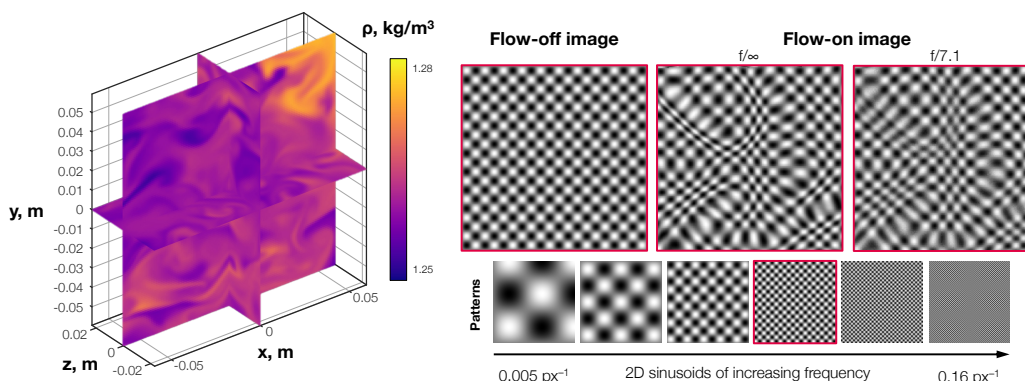 ρ, kg/m³
1.28
1.25
0.05
0.04
0.03
0.02
0.01
0
-0.01
-0.02
-0.03
-0.04
-0.05
y, m
0.02
0
-0.02
z, m
-0.05
0
0.05
x, m
Flow-off image
Flow-on image
f/∞
f/7.1
Patterns
0.005 px⁻¹
2D sinusoids of increasing frequency
0.16 px⁻¹